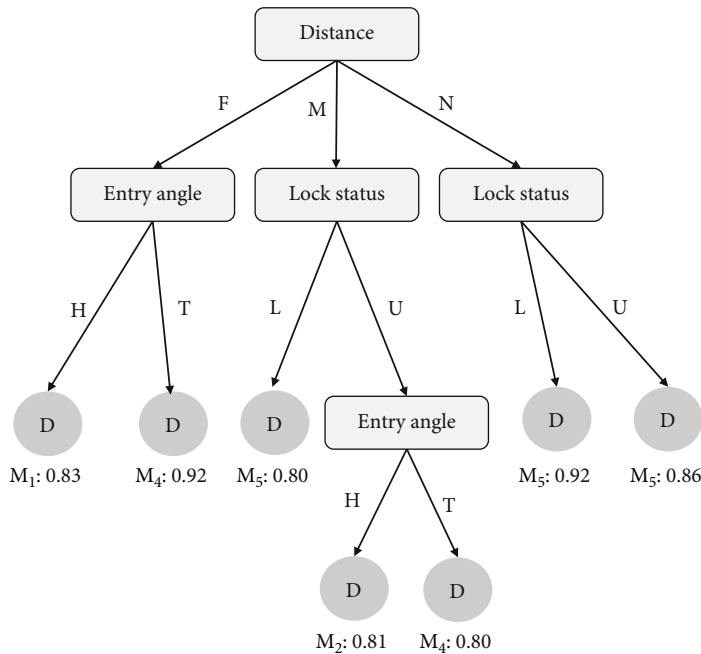 Distance
F
M
N
Entry angle
Lock status
Lock status
H
T
L
U
L
U
D
D
D
Entry angle
D
D
M₁: 0.83
M₄: 0.92
M₅: 0.80
M₅: 0.92
M₅: 0.86
H
T
D
D
M₂: 0.81
M₄: 0.80